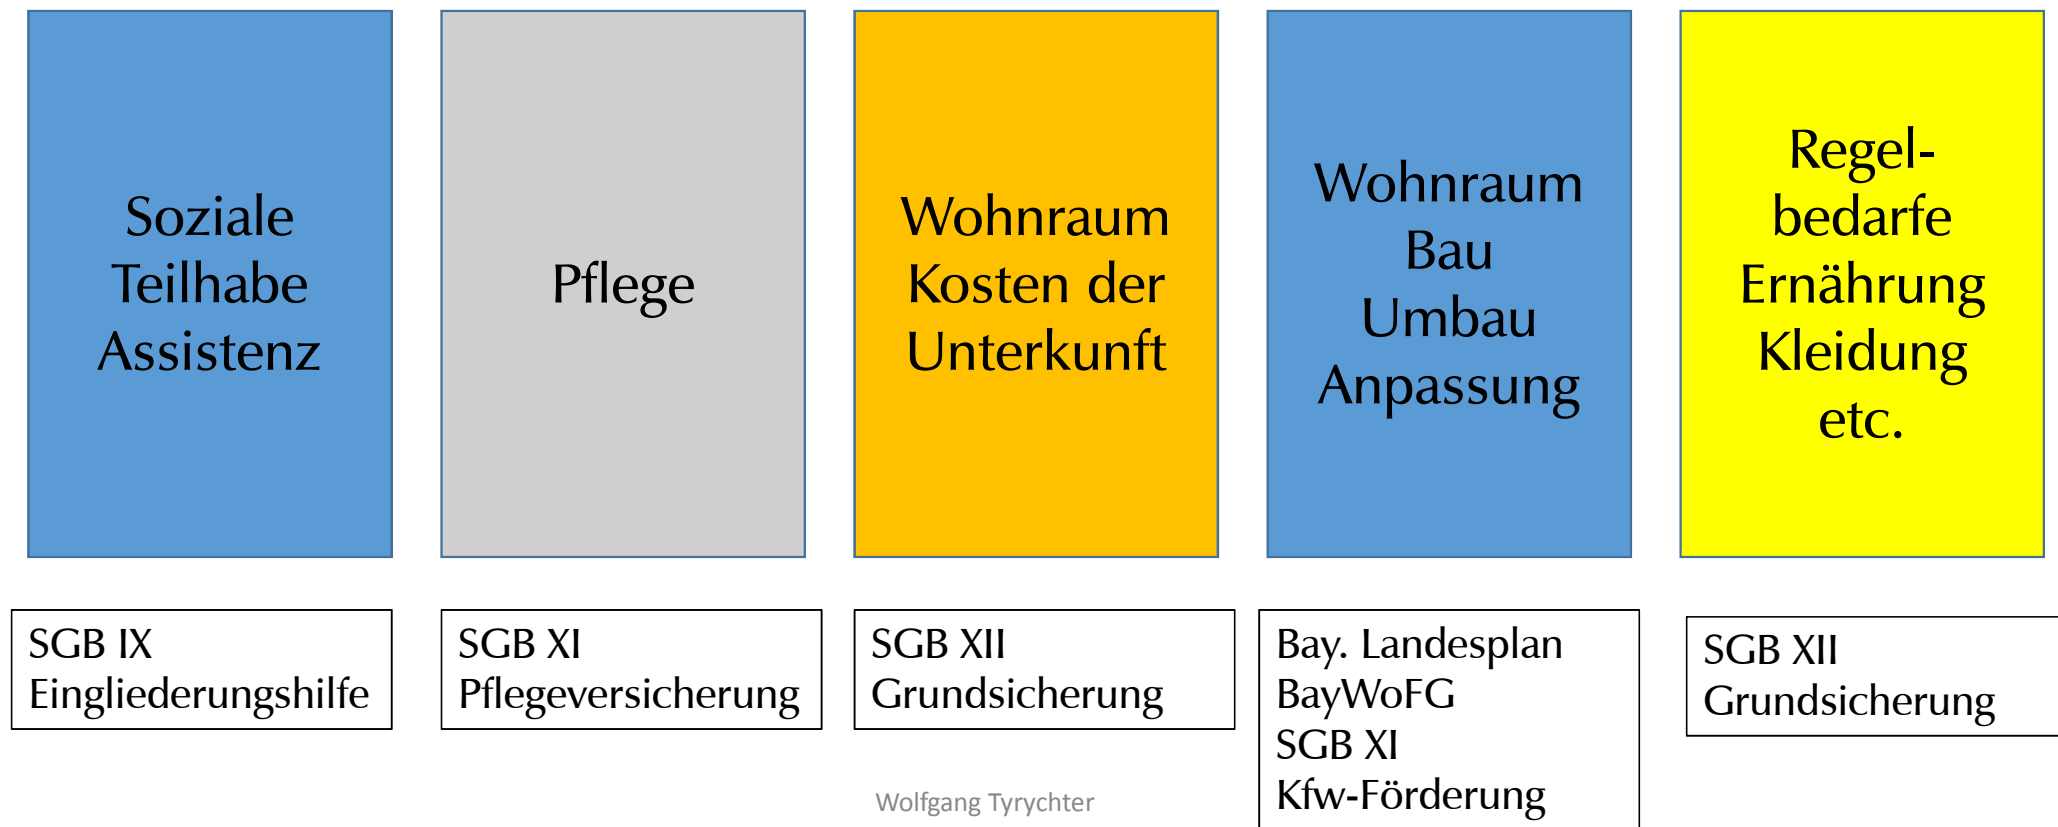 Soziale
Teilhabe
Assistenz
Pflege
Wohnraum
Kosten der
Unterkunft
Wohnraum
Bau
Umbau
Anpassung
Regel-
bedarfe
Ernährung
Kleidung
etc.
SGB IX
Eingliederungshilfe
SGB XI
Pflegeversicherung
SGB XII
Grundsicherung
Bay. Landesplan
BayWoFG
SGB XI
Kfw-Förderung
SGB XII
Grundsicherung
Wolfgang Tyrychter